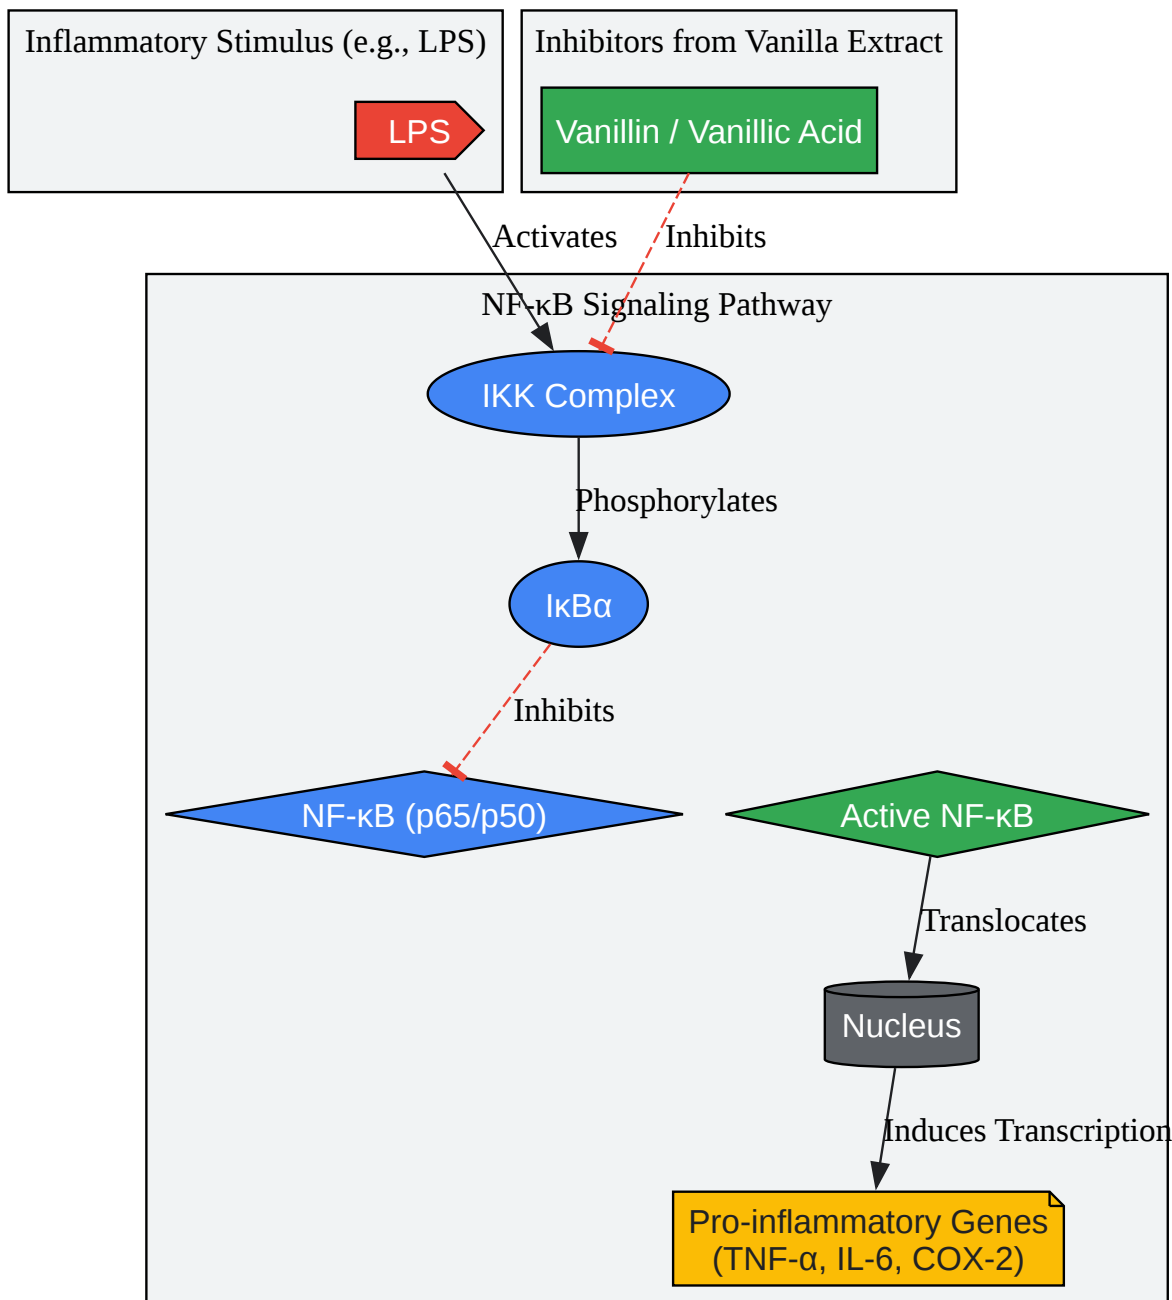 Inflammatory Stimulus (e.g., LPS)
Inhibitors from Vanilla Extract
LPS
Vanillin / Vanillic Acid
Activates
Inhibits
NF-κB Signaling Pathway
IKK Complex
Phosphorylates
IκBα
Inhibits
NF-κB (p65/p50)
Active NF-κB
Translocates
Nucleus
Induces Transcription
Pro-inflammatory Genes
(TNF-α, IL-6, COX-2)